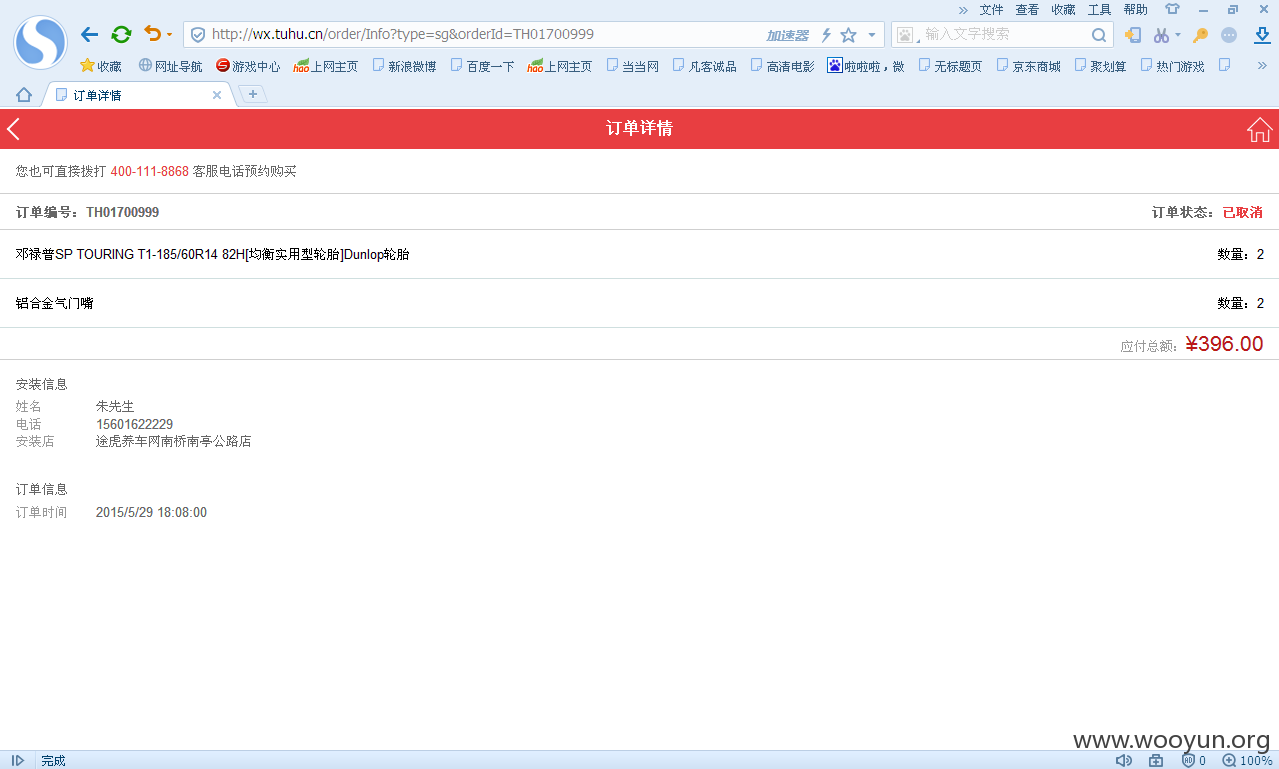 » 文件 查看 收藏 工具 帮助
http://wx.tuhu.cn/order/Info?type=sg&orderId=TH01700999 加速器 输入文字搜索
收藏 网址导航 游戏中心 hao上网主页 新浪微博 百度一下 hao上网主页 当当网 凡客诚品 高清电影 啦啦啦，微 无标题页 京东商城 聚划算 热门游戏 »
订单详情
订单详情
您也可直接拨打 400-111-8868 客服电话预约购买
订单编号：TH01700999 订单状态：已取消
邓禄普SP TOURING T1-185/60R14 82H[均衡实用型轮胎]Dunlop轮胎 数量：2
铝合金气门嘴 数量：2
应付总额：¥396.00
安装信息
姓名 朱先生
电话 15601622229
安装店 途虎养车网南桥南亭公路店
订单信息
订单时间 2015/5/29 18:08:00
www.wooyun.org
完成 0 100%